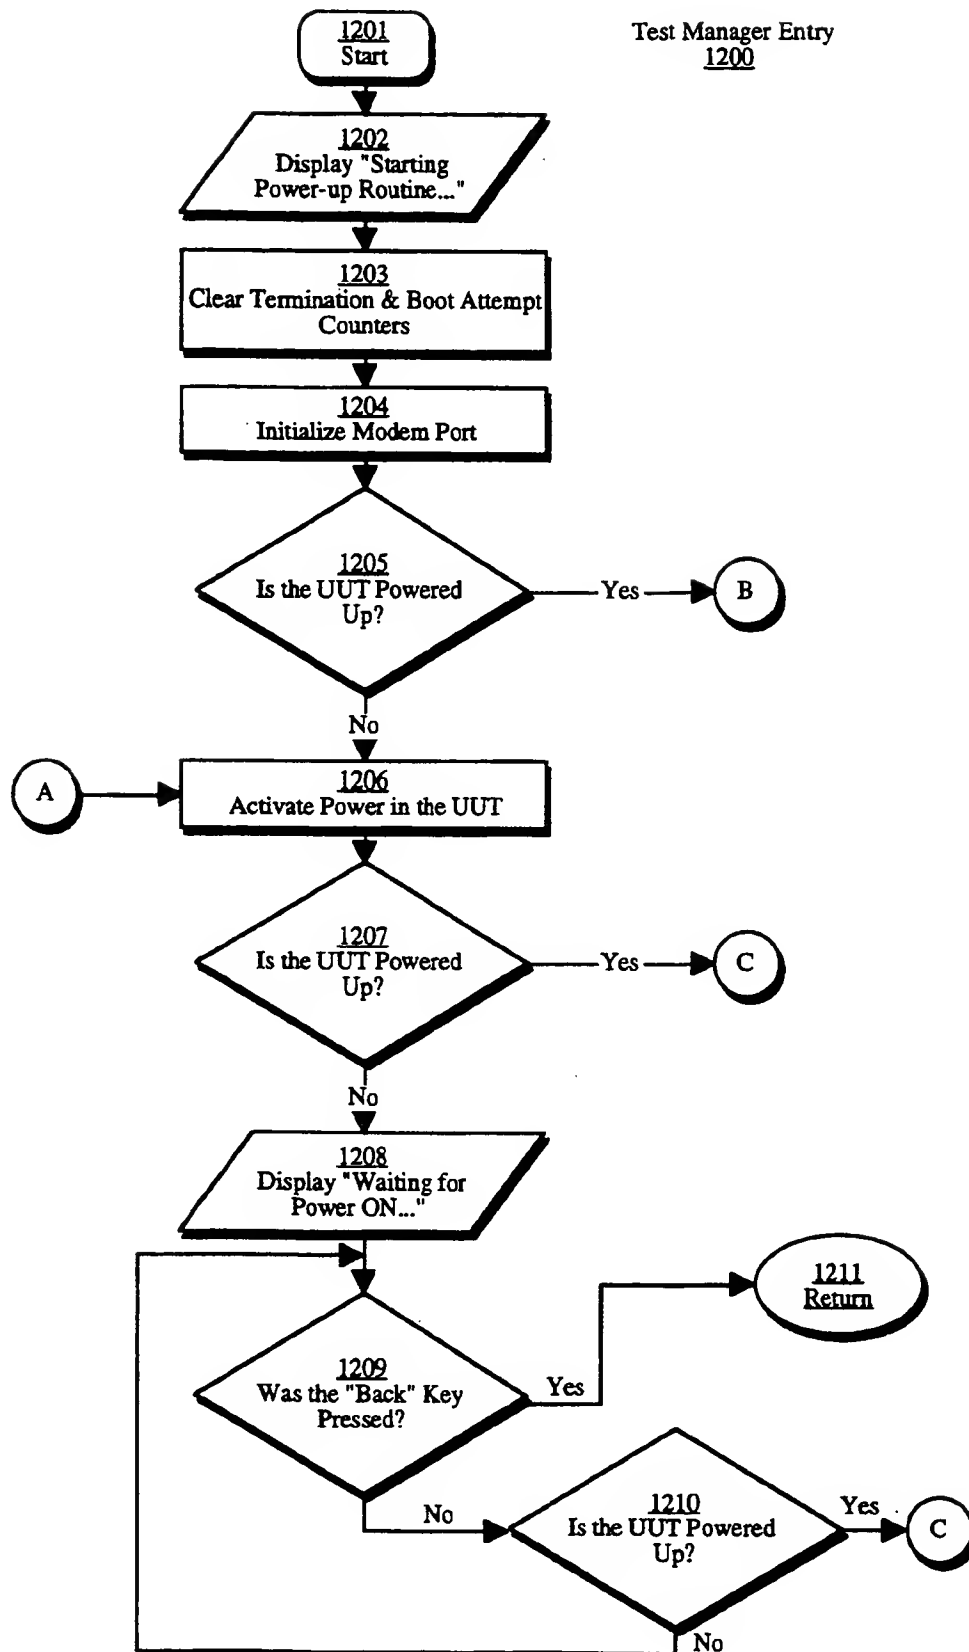 Test Manager Entry
1200
1201
Start
1202
Display "Starting
Power-up Routine..."
1203
Clear Termination & Boot Attempt
Counters
1204
Initialize Modem Port
1205
Is the UUT Powered
Up?
Yes
B
No
A
1206
Activate Power in the UUT
1207
Is the UUT Powered
Up?
Yes
C
No
1208
Display "Waiting for
Power ON..."
1211
Return
1209
Was the "Back" Key
Pressed?
Yes
No
1210
Is the UUT Powered
Up?
Yes
C
No